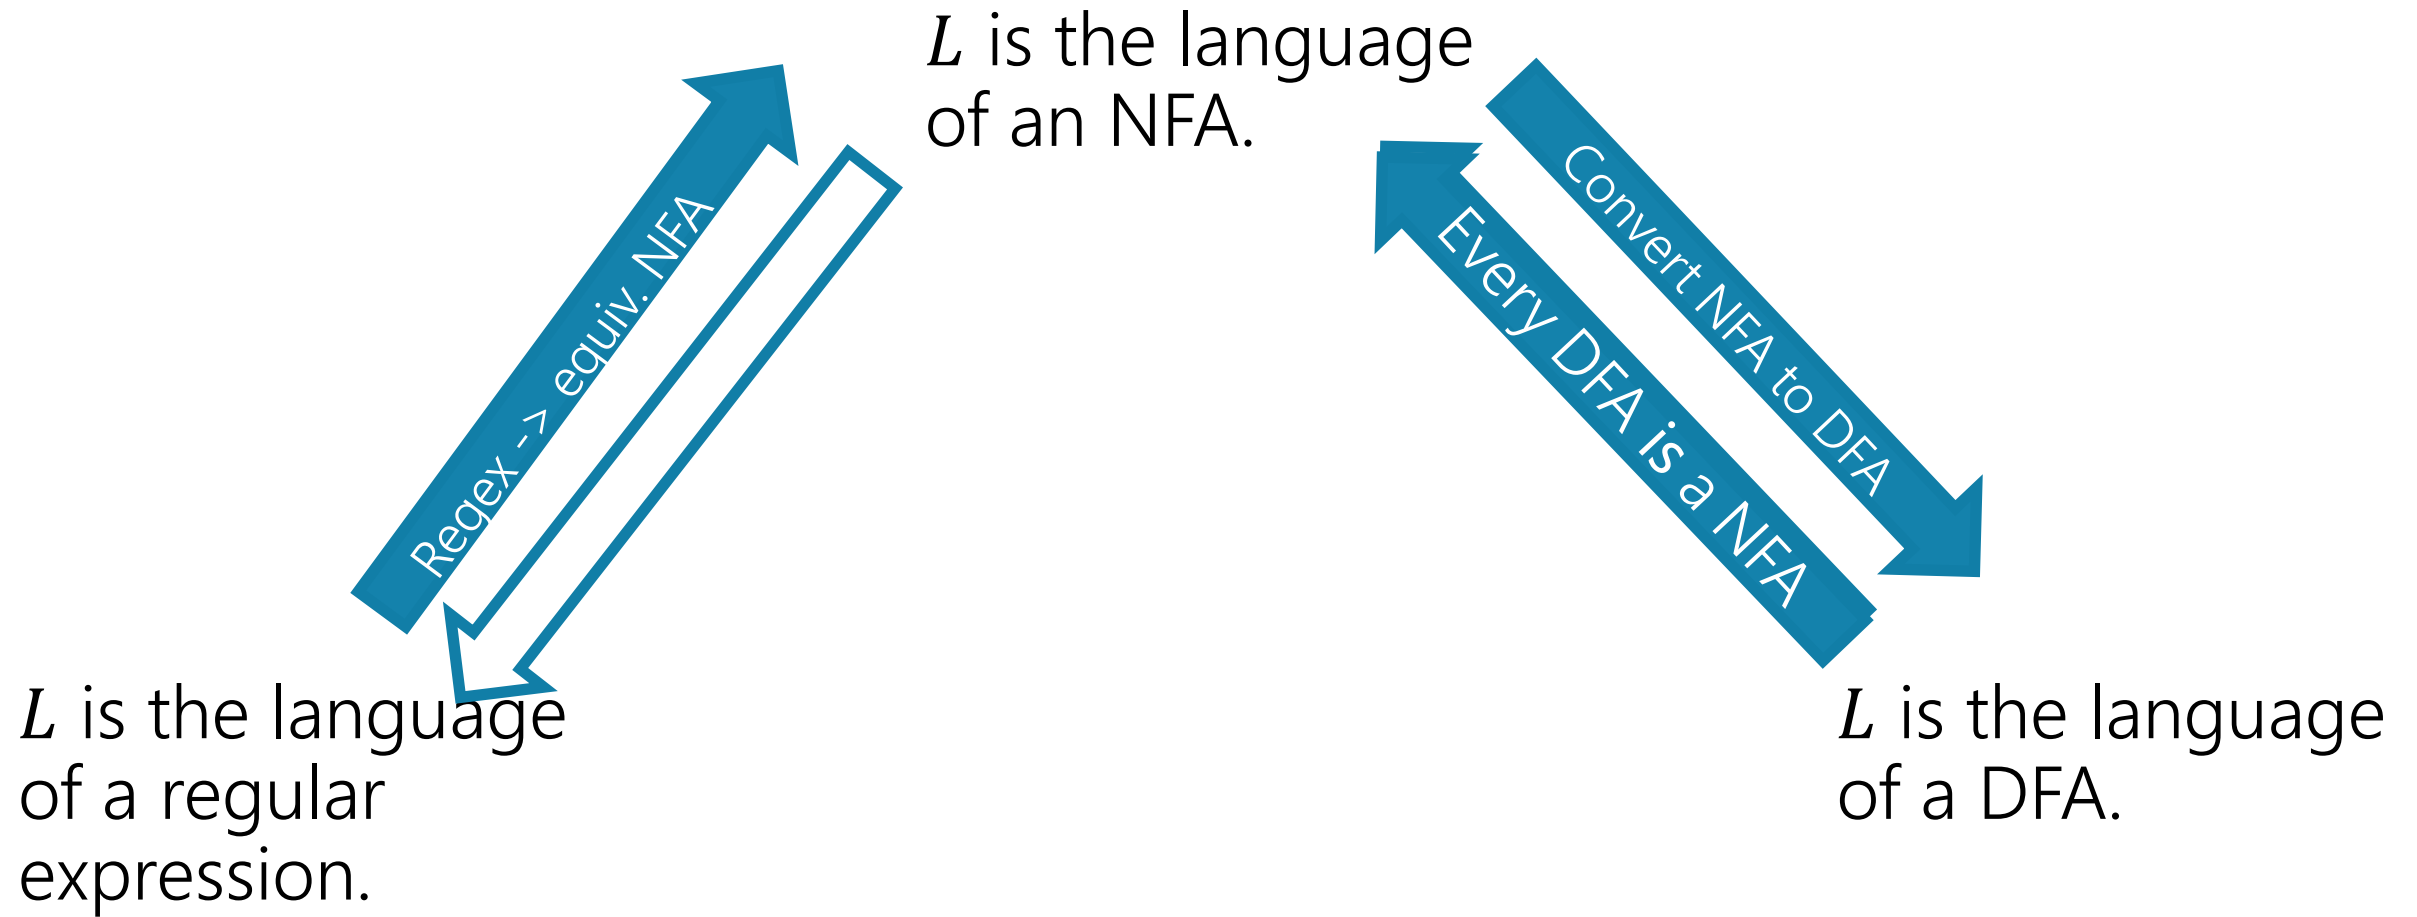 L is the language
of an NFA.
Regex -> equiv. NFA
Convert NFA to DFA
Every DFA is a NFA
L is the language
of a regular
expression.
L is the language
of a DFA.